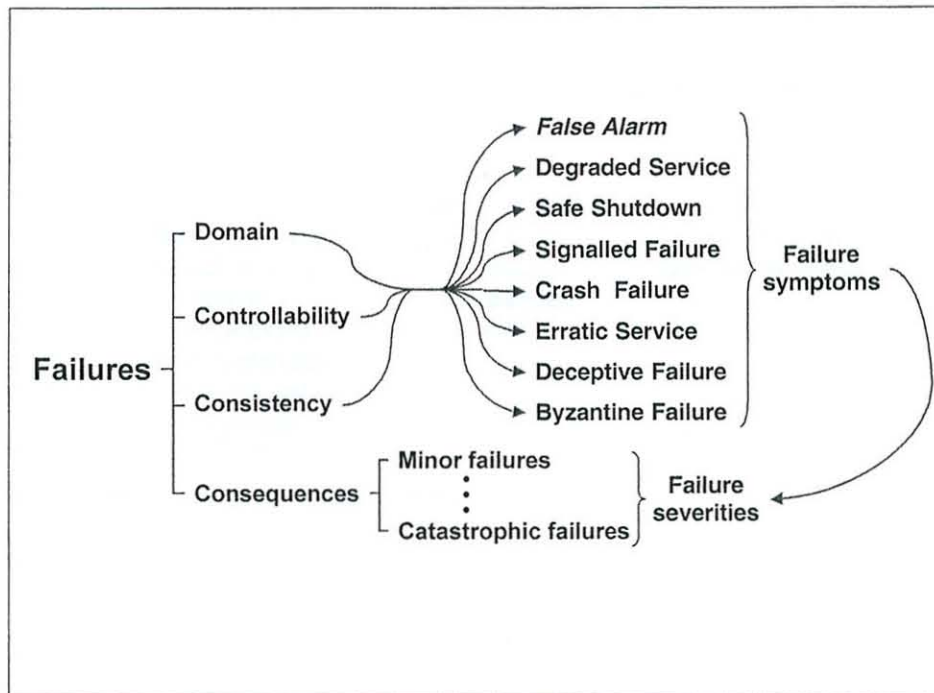 Failures
Domain
Controllability
Consistency
Consequences
False Alarm
Degraded Service
Safe Shutdown
Signalled Failure
Crash Failure
Erratic Service
Deceptive Failure
Byzantine Failure
Failure
symptoms
Minor failures
Catastrophic failures
Failure
severities